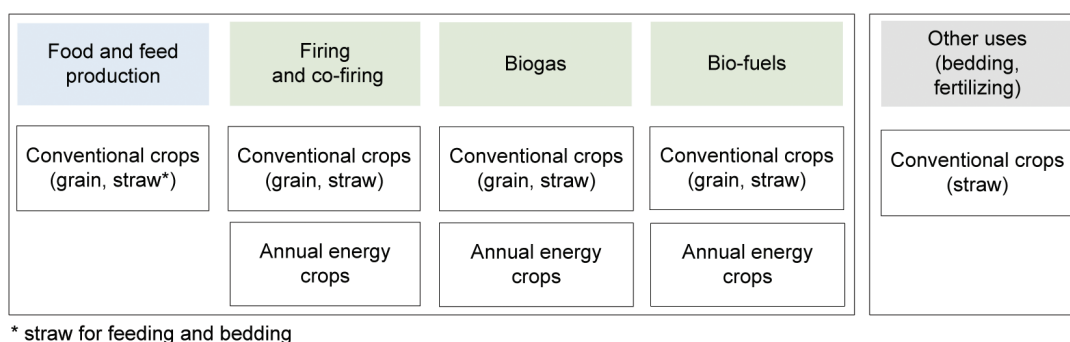 Food and feed
production
Firing
and co-firing
Biogas
Bio-fuels
Other uses
(bedding,
fertilizing)
Conventional crops
(grain, straw*)
Conventional crops
(grain, straw)
Conventional crops
(grain, straw)
Conventional crops
(grain, straw)
Conventional crops
(straw)
Annual energy
crops
Annual energy
crops
Annual energy
crops
* straw for feeding and bedding